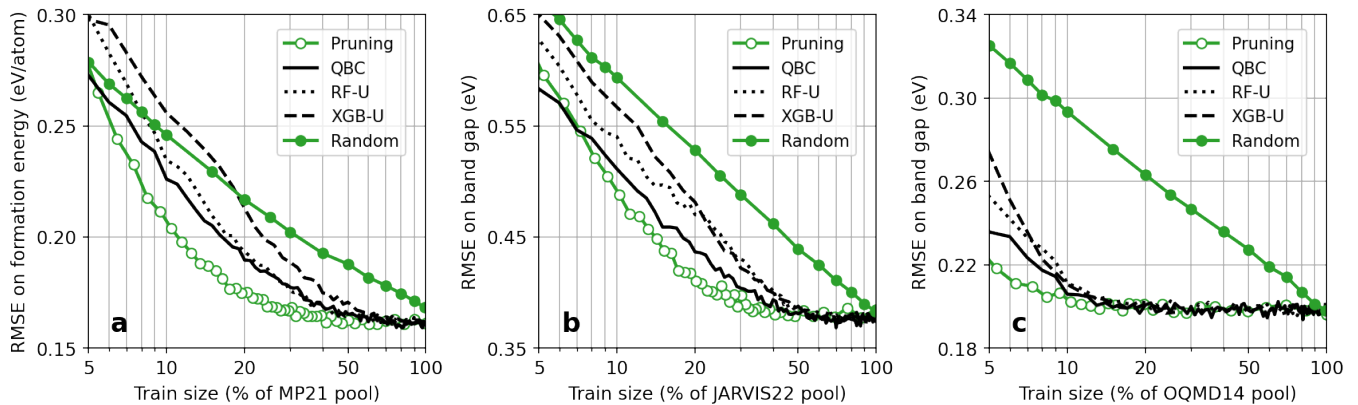 RMSE on formation energy (eV/atom)
0.30
0.25
0.20
0.15
Pruning
QBC
RF-U
XGB-U
Random
a
5 10 20 50 100
Train size (% of MP21 pool)
RMSE on band gap (eV)
0.65
0.55
0.45
0.35
Pruning
QBC
RF-U
XGB-U
Random
b
5 10 20 50 100
Train size (% of JARVIS22 pool)
RMSE on band gap (eV)
0.34
0.30
0.26
0.22
0.18
Pruning
QBC
RF-U
XGB-U
Random
c
5 10 20 50 100
Train size (% of OQMD14 pool)